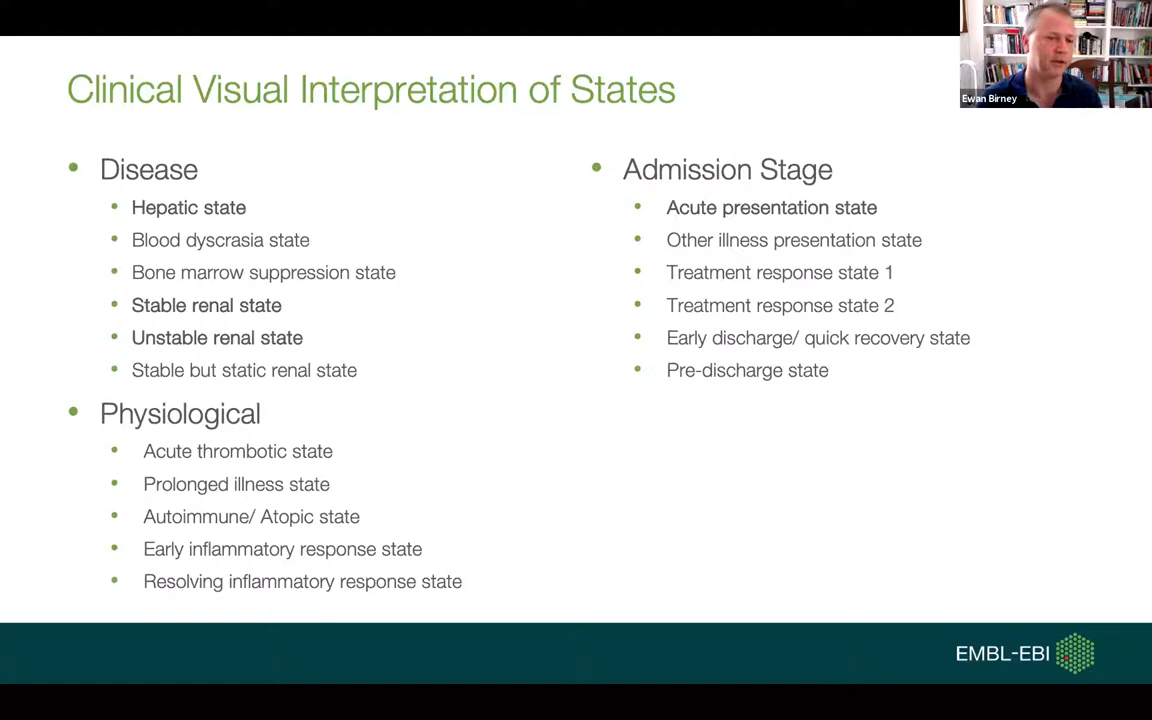 Clinical Visual Interpretation of States
Ewan Birney
• Disease
• Hepatic state
• Blood dyscrasia state
• Bone marrow suppression state
• Stable renal state
• Unstable renal state
• Stable but static renal state
• Physiological
• Acute thrombotic state
• Prolonged illness state
• Autoimmune/ Atopic state
• Early inflammatory response state
• Resolving inflammatory response state
• Admission Stage
• Acute presentation state
• Other illness presentation state
• Treatment response state 1
• Treatment response state 2
• Early discharge/ quick recovery state
• Pre-discharge state
EMBL-EBI